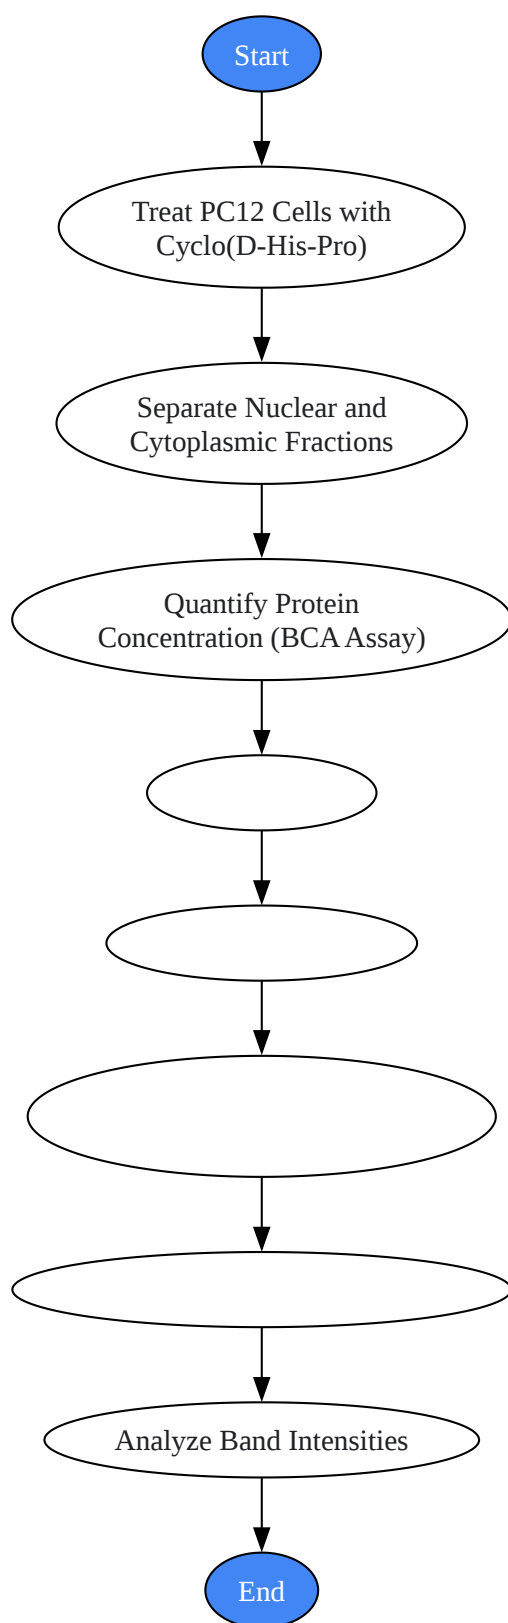 Start
Treat PC12 Cells with
Cyclo(D-His-Pro)
Separate Nuclear and
Cytoplasmic Fractions
Quantify Protein
Concentration (BCA Assay)
Analyze Band Intensities
End